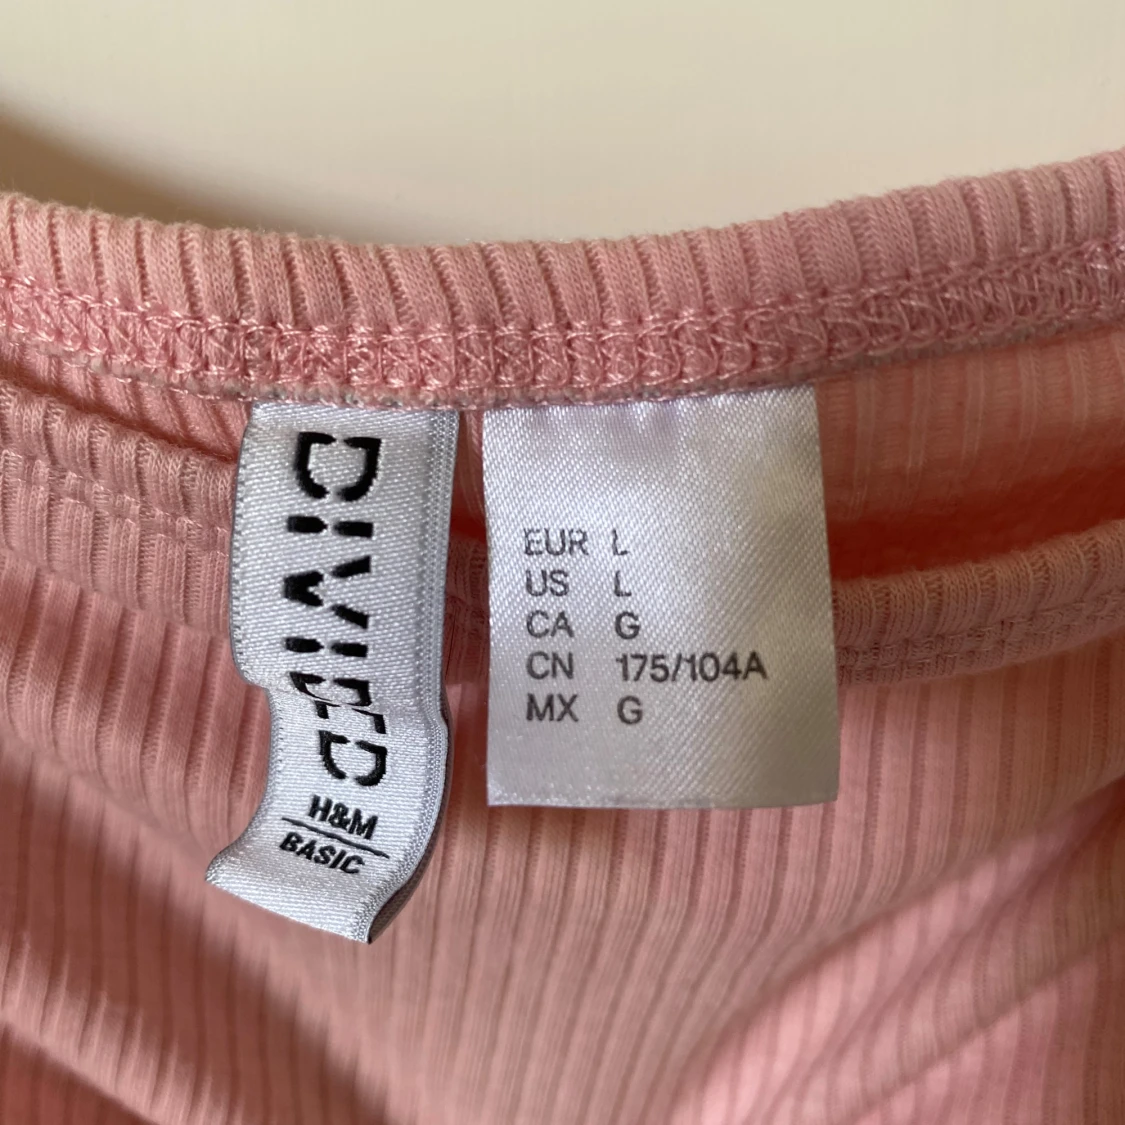 DIVIDED
H&M
BASIC
EUR L
US L
CA G
CN 175/104A
MX G